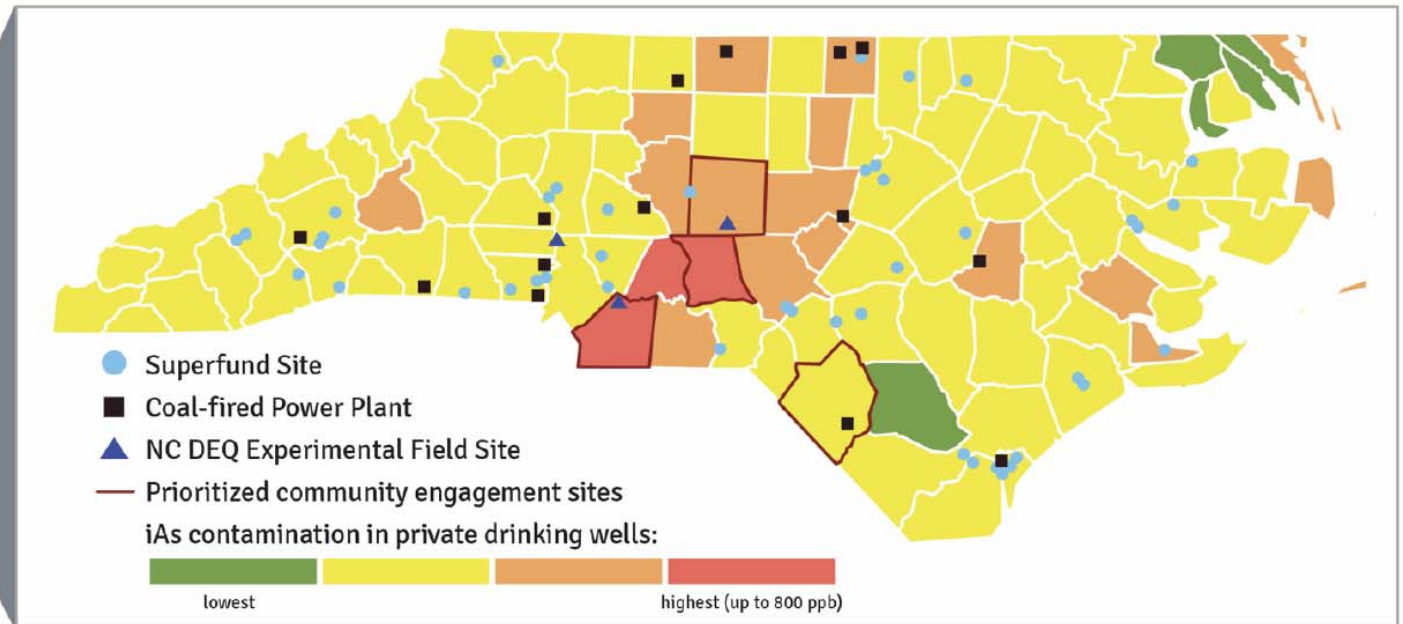 Superfund Site
Coal-fired Power Plant
NC DEQ Experimental Field Site
Prioritized community engagement sites
iAs contamination in private drinking wells:
lowest
highest (up to 800 ppb)